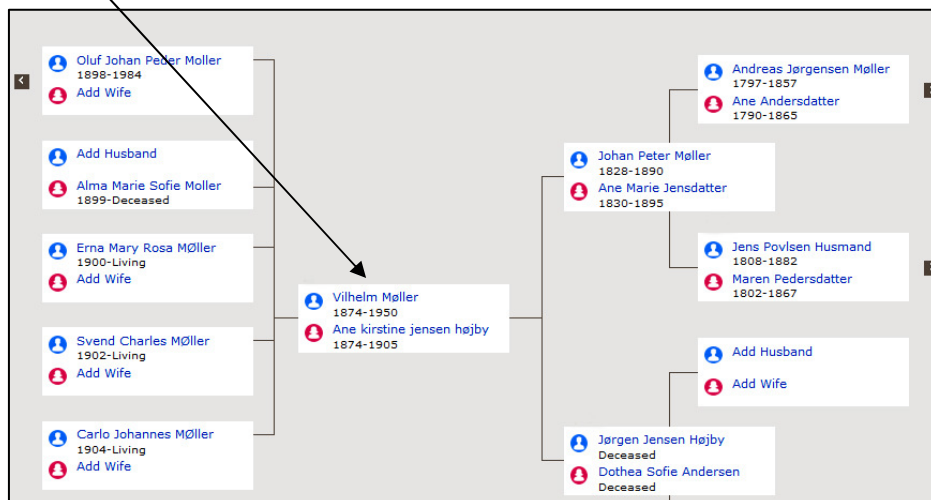 Oluf Johan Peder Moller
1898-1984
Add Wife
Add Husband
Alma Marie Sofie Moller
1899-Deceased
Erna Mary Rosa MØller
1900-Living
Add Wife
Svend Charles MØller
1902-Living
Add Wife
Carlo Johannes MØller
1904-Living
Add Wife
Vilhelm Møller
1874-1950
Ane kirstine jensen højby
1874-1905
Johan Peter Møller
1828-1890
Ane Marie Jensdatter
1830-1895
Jørgen Jensen Højby
Deceased
Dothea Sofie Andersen
Deceased
Andreas Jørgensen Møller
1797-1857
Ane Andersdatter
1790-1865
Jens Povlsen Husmand
1808-1882
Maren Pedersdatter
1802-1867
Add Husband
Add Wife